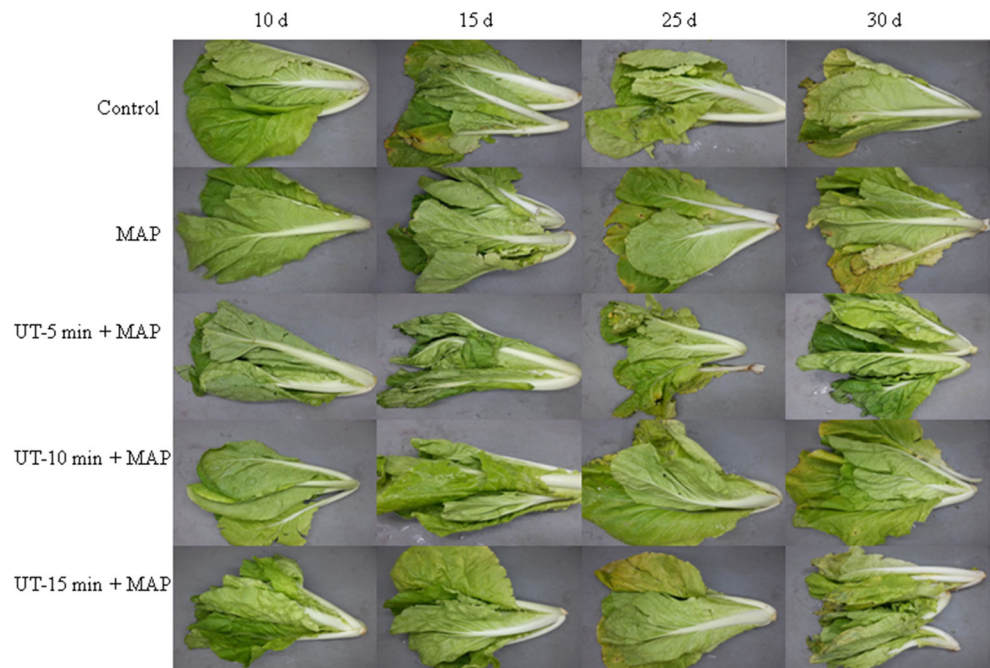 10 d 15 d 25 d 30 d
Control
MAP
UT-5 min + MAP
UT-10 min + MAP
UT-15 min + MAP